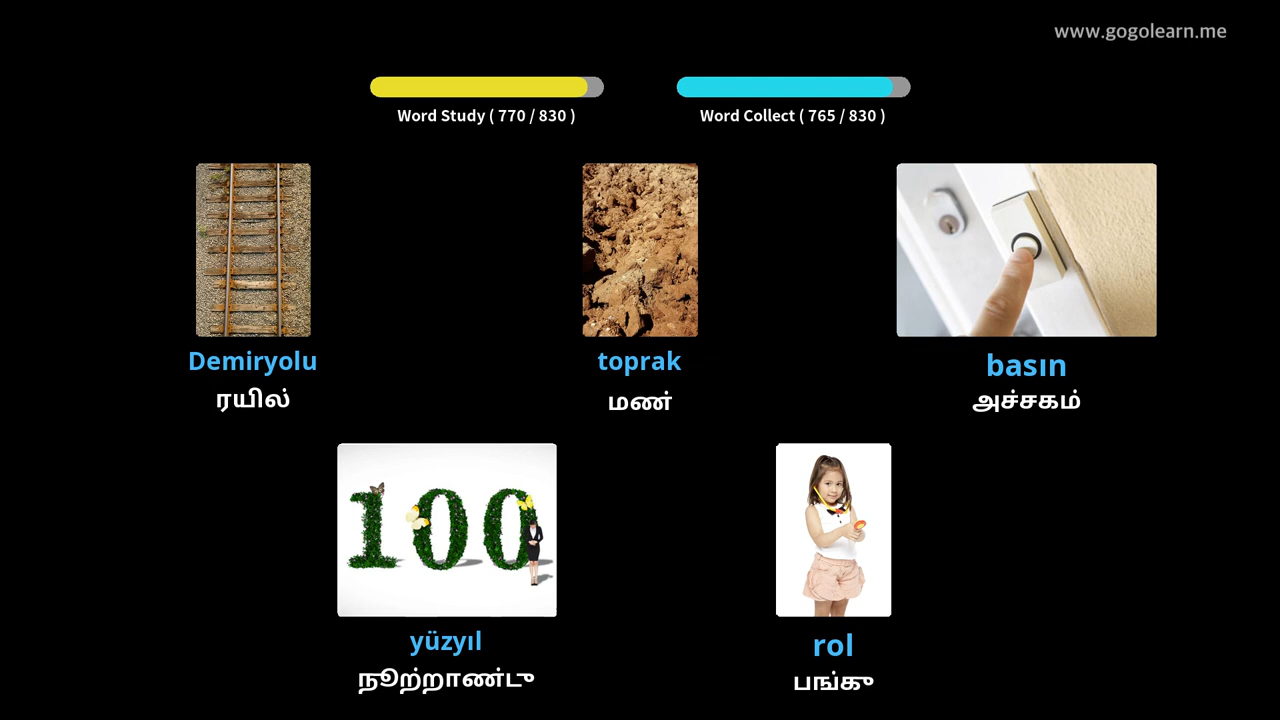 www.gogolearn.me
Word Study ( 770 / 830 )
Word Collect ( 765 / 830 )
Demiryolu
ரயில்
toprak
மண்
basın
அச்சகம்
yüzyıl
நூற்றாண்டு
rol
பங்கு